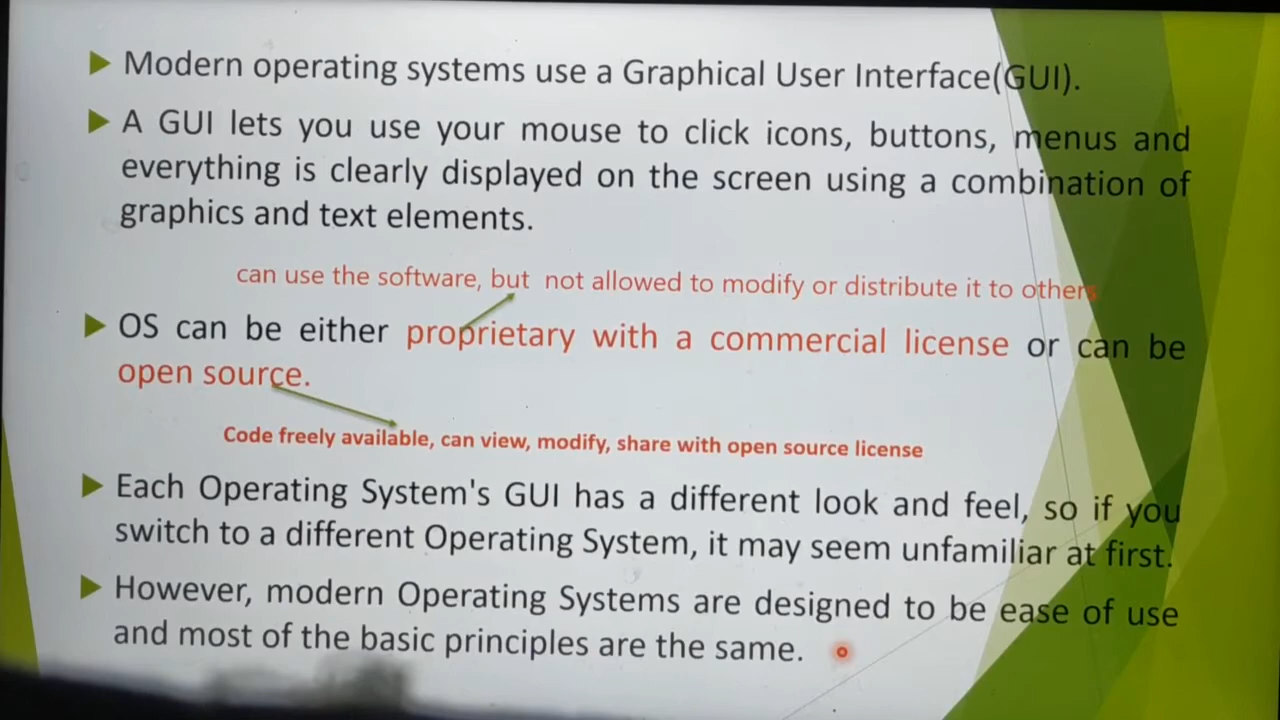 Modern operating systems use a Graphical User Interface(GUI).
A GUI lets you use your mouse to click icons, buttons, menus and
everything is clearly displayed on the screen using a combination of
graphics and text elements.
can use the software, but not allowed to modify or distribute it to others
OS can be either proprietary with a commercial license or can be
open source.
Code freely available, can view, modify, share with open source license
Each Operating System's GUI has a different look and feel, so if you
switch to a different Operating System, it may seem unfamiliar at first.
However, modern Operating Systems are designed to be ease of use
and most of the basic principles are the same.